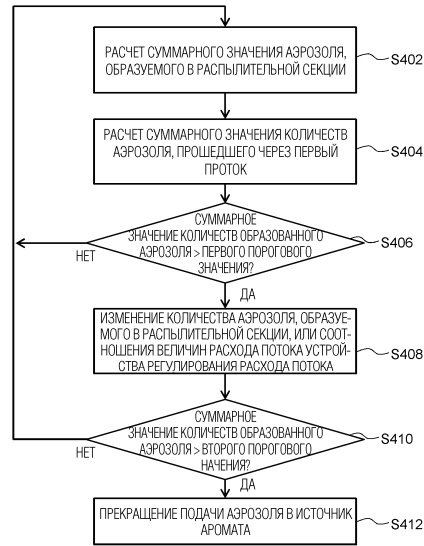 РАСЧЕТ СУММАРНОГО ЗНАЧЕНИЯ АЭРОЗОЛЯ,
ОБРАЗУЕМОГО В РАСПЫЛИТЕЛЬНОЙ СЕКЦИИ
S402
РАСЧЕТ СУММАРНОГО ЗНАЧЕНИЯ КОЛИЧЕСТВ
АЭРОЗОЛЯ, ПРОШЕДШЕГО ЧЕРЕЗ ПЕРВЫЙ
ПРОТОК
S404
СУММАРНОЕ
ЗНАЧЕНИЕ КОЛИЧЕСТВ ОБРАЗОВАННОГО
АЭРОЗОЛЯ > ПЕРВОГО ПОРОГОВОГО
ЗНАЧЕНИЯ?
S406
НЕТ
ДА
ИЗМЕНЕНИЕ КОЛИЧЕСТВА АЭРОЗОЛЯ, ОБРАЗУЕ-
МОГО В РАСПЫЛИТЕЛЬНОЙ СЕКЦИИ, ИЛИ СООТ-
НОШЕНИЯ ВЕЛИЧИН РАСХОДА ПОТОКА УСТРОЙ-
СТВА РЕГУЛИРОВАНИЯ РАСХОДА ПОТОКА
S408
СУММАРНОЕ
ЗНАЧЕНИЕ КОЛИЧЕСТВ ОБРАЗОВАННОГО
АЭРОЗОЛЯ > ВТОРОГО ПОРОГОВОГО
НАЧЕНИЯ?
S410
НЕТ
ДА
ПРЕКРАЩЕНИЕ ПОДАЧИ АЭРОЗОЛЯ В ИСТОЧНИК
АРОМАТА
S412